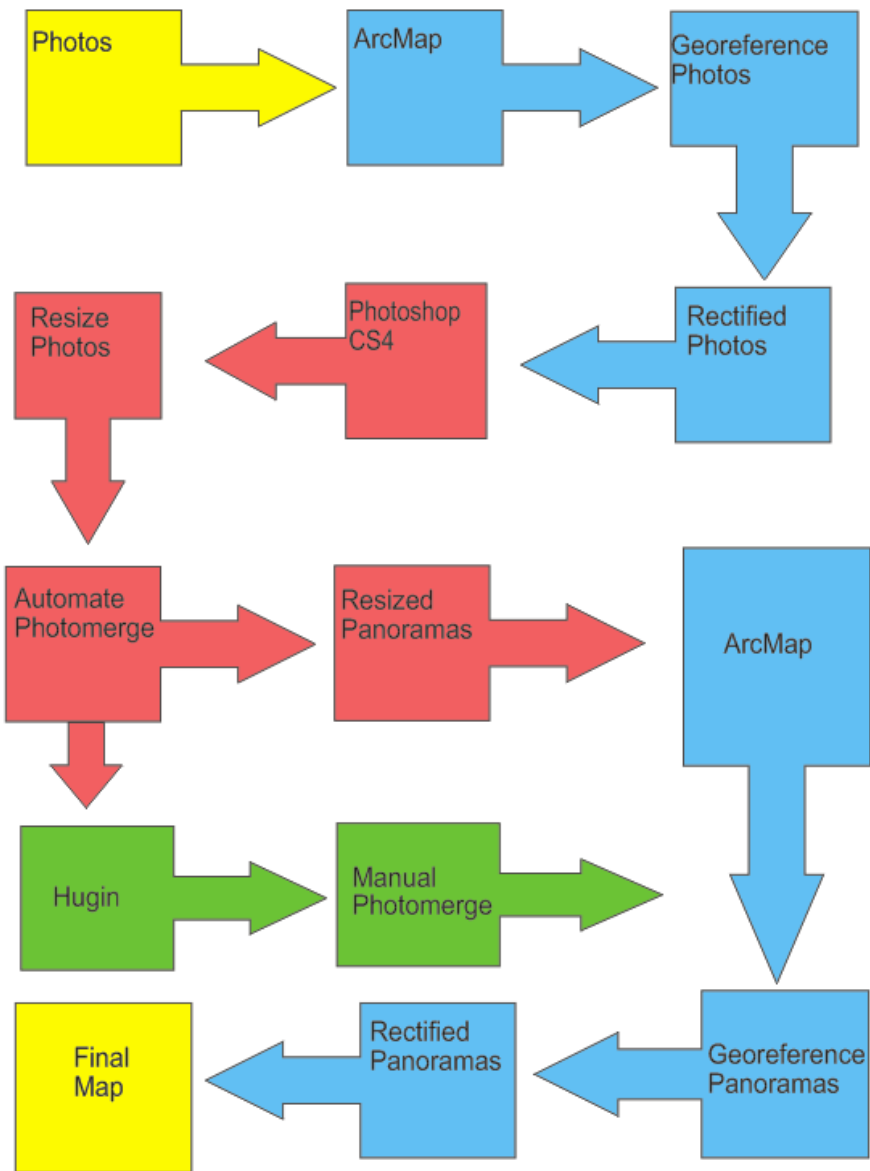 Photos
ArcMap
Georeference
Photos
Resize
Photos
Photoshop
CS4
Rectified
Photos
Automate
Photomerge
Resized
Panoramas
ArcMap
Hugin
Manual
Photomerge
Final
Map
Rectified
Panoramas
Georeference
Panoramas